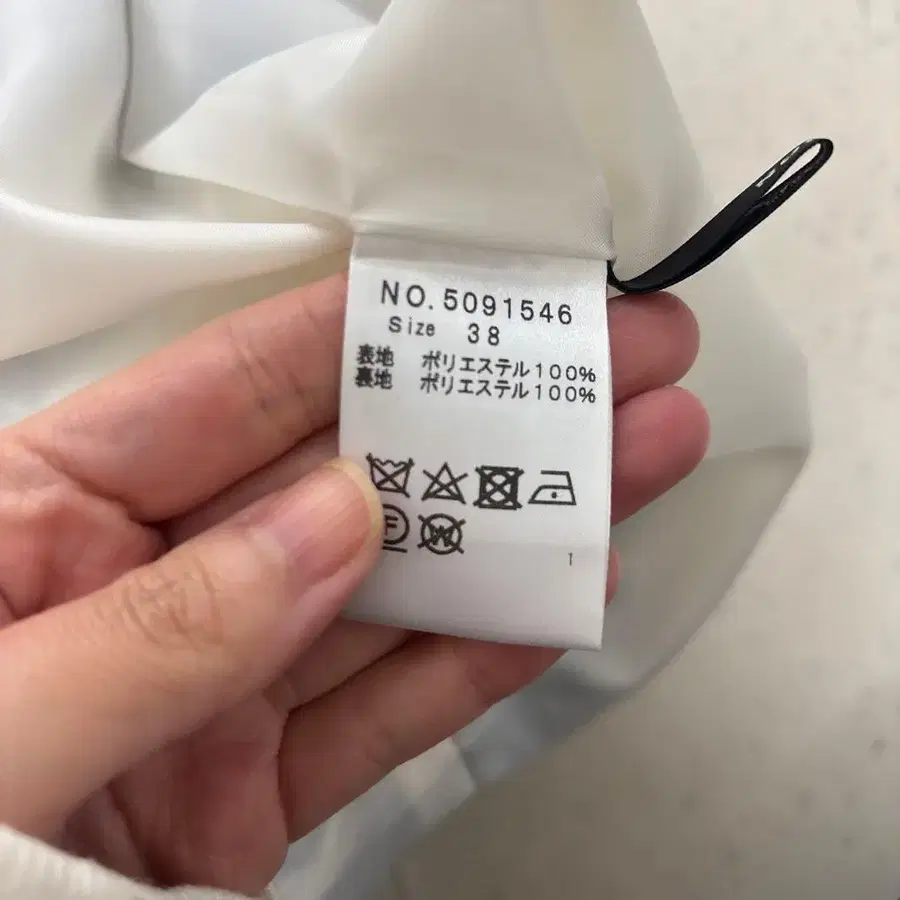 NO. 5091546
Size 38
表地 ポリエステル100%
裏地 ポリエステル100%
F W
1